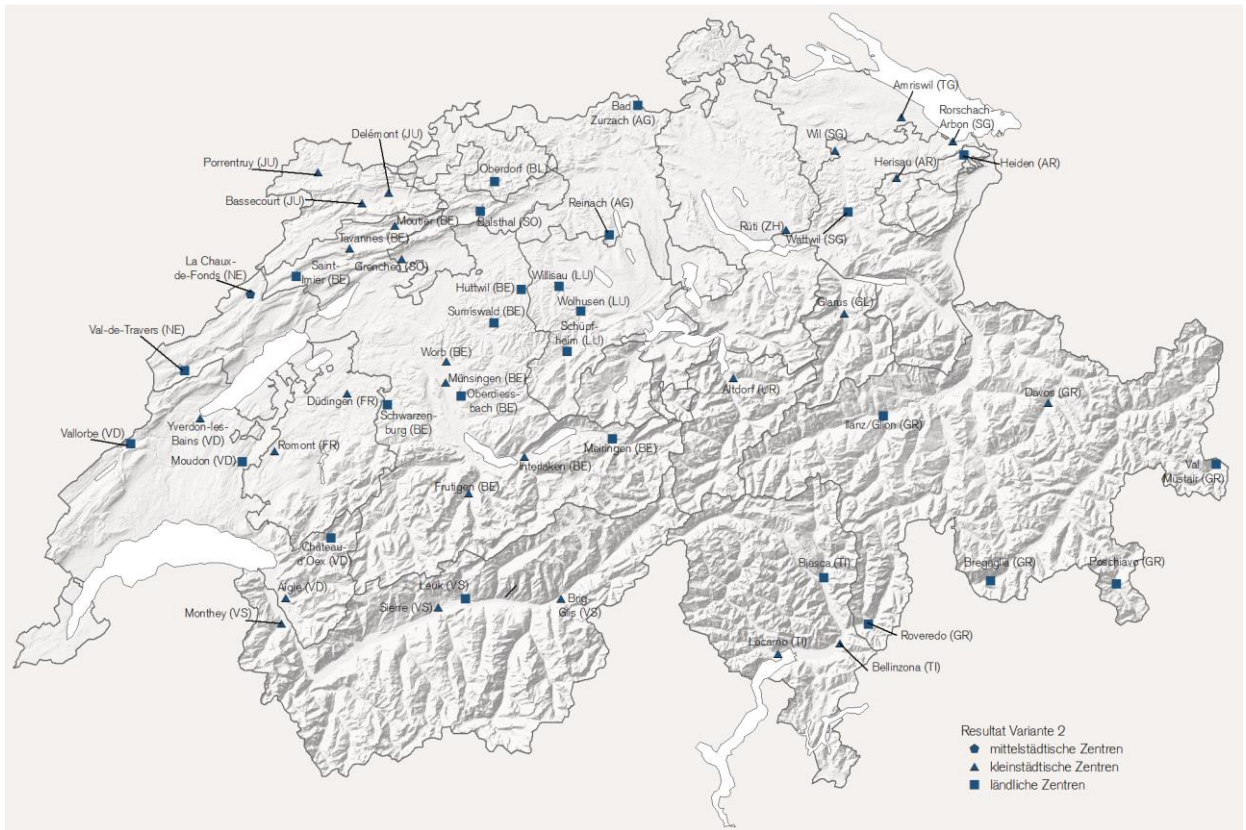 Amriswil (TG)
Bad
Zurzach (AG)
Rorschach-
Arbon (SG)
Delémont (JU)
Wil (SG)
Porrentruy (JU)
Oberdorf (BL)
Herisau (AR)
Heiden (AR)
Bassecourt (JU)
Reinach (AG)
Moutier (BE)
Balsthal (SO)
Rüti (ZH)
Wattwil (SG)
Tavannes (BE)
La Chaux-
de-Fonds (NE)
Saint-
Imier (BE)
Grenchen (SO)
Willisau (LU)
Huttwil (BE)
Wolhusen (LU)
Glarus (GL)
Sumiswald (BE)
Val-de-Travers (NE)
Schüpf-
heim (LU)
Worb (BE)
Münsingen (BE)
Altdorf (UR)
Oberdiess-
bach (BE)
Düdingen (FR)
Davos (GR)
Schwarzen-
burg (BE)
Ilanz/Glion (GR)
Yverdon-les-
Bains (VD)
Vallorbe (VD)
Romont (FR)
Meiringen (BE)
Moudon (VD)
Interlaken (BE)
Val
Müstair (GR)
Frutigen (BE)
Château-
d'Oex (VD)
Biasca (TI)
Bregaglia (GR)
Poschiavo (GR)
Aigle (VD)
Leuk (VS)
Brig-
Glis (VS)
Monthey (VS)
Sierre (VS)
Roveredo (GR)
Locarno (TI)
Bellinzona (TI)
Resultat Variante 2
mittelstädtische Zentren
kleinstädtische Zentren
ländliche Zentren